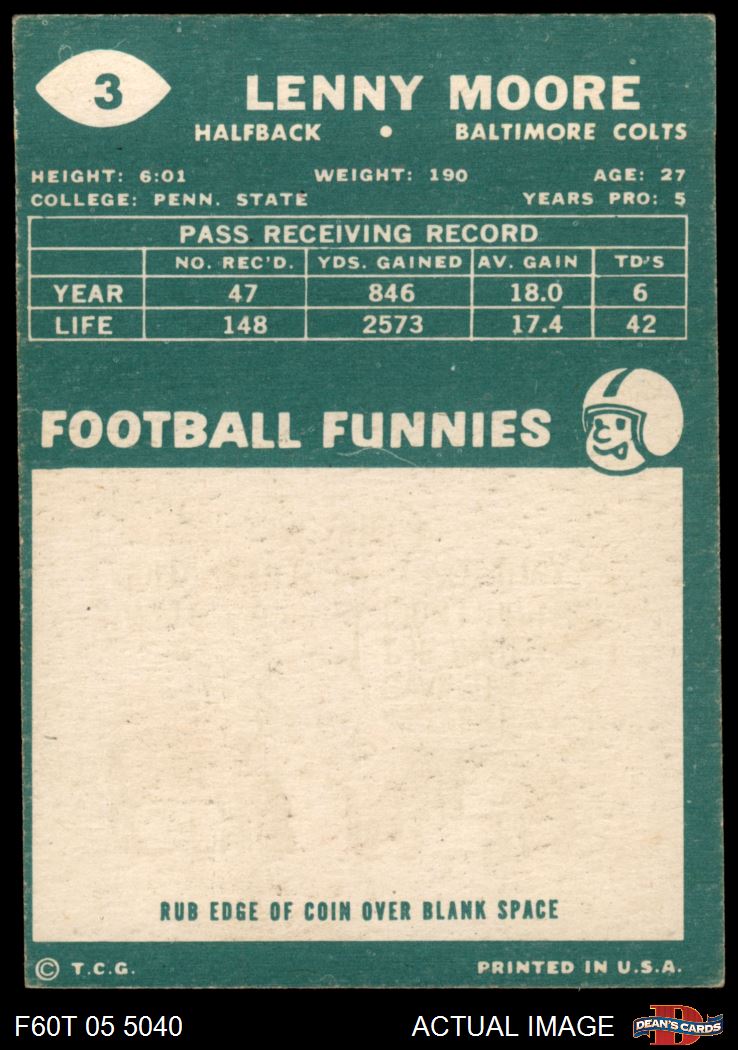 3
LENNY MOORE
HALFBACK • BALTIMORE COLTS
HEIGHT: 6:01 WEIGHT: 190 AGE: 27
COLLEGE: PENN. STATE YEARS PRO: 5
PASS RECEIVING RECORD
NO. REC'D. YDS. GAINED AV. GAIN TD'S
YEAR 47 846 18.0 6
LIFE 148 2573 17.4 42
FOOTBALL FUNNIES
RUB EDGE OF COIN OVER BLANK SPACE
© T.C.G. PRINTED IN U.S.A.
F60T 05 5040 ACTUAL IMAGE DEAN'S CARDS